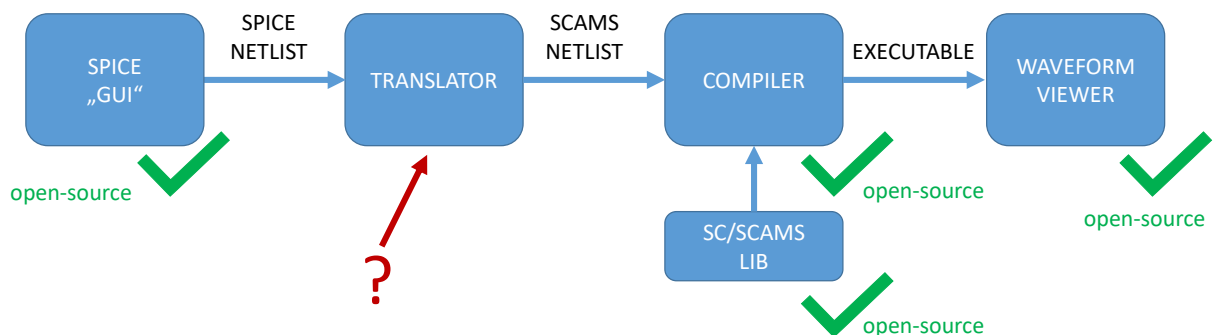 SPICE
„GUI“
SPICE
NETLIST
TRANSLATOR
SCAMS
NETLIST
COMPILER
EXECUTABLE
WAVEFORM
VIEWER
open-source
?
open-source
open-source
SC/SCAMS
LIB
open-source